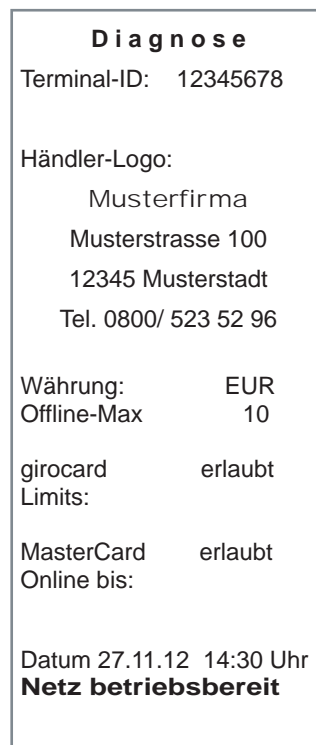 Diagnose
Terminal-ID: 12345678
Händler-Logo:
Musterfirma
Musterstrasse 100
12345 Musterstadt
Tel. 0800/ 523 52 96
Währung: EUR
Offline-Max 10
girocard erlaubt
Limits:
MasterCard erlaubt
Online bis:
Datum 27.11.12 14:30 Uhr
Netz betriebsbereit